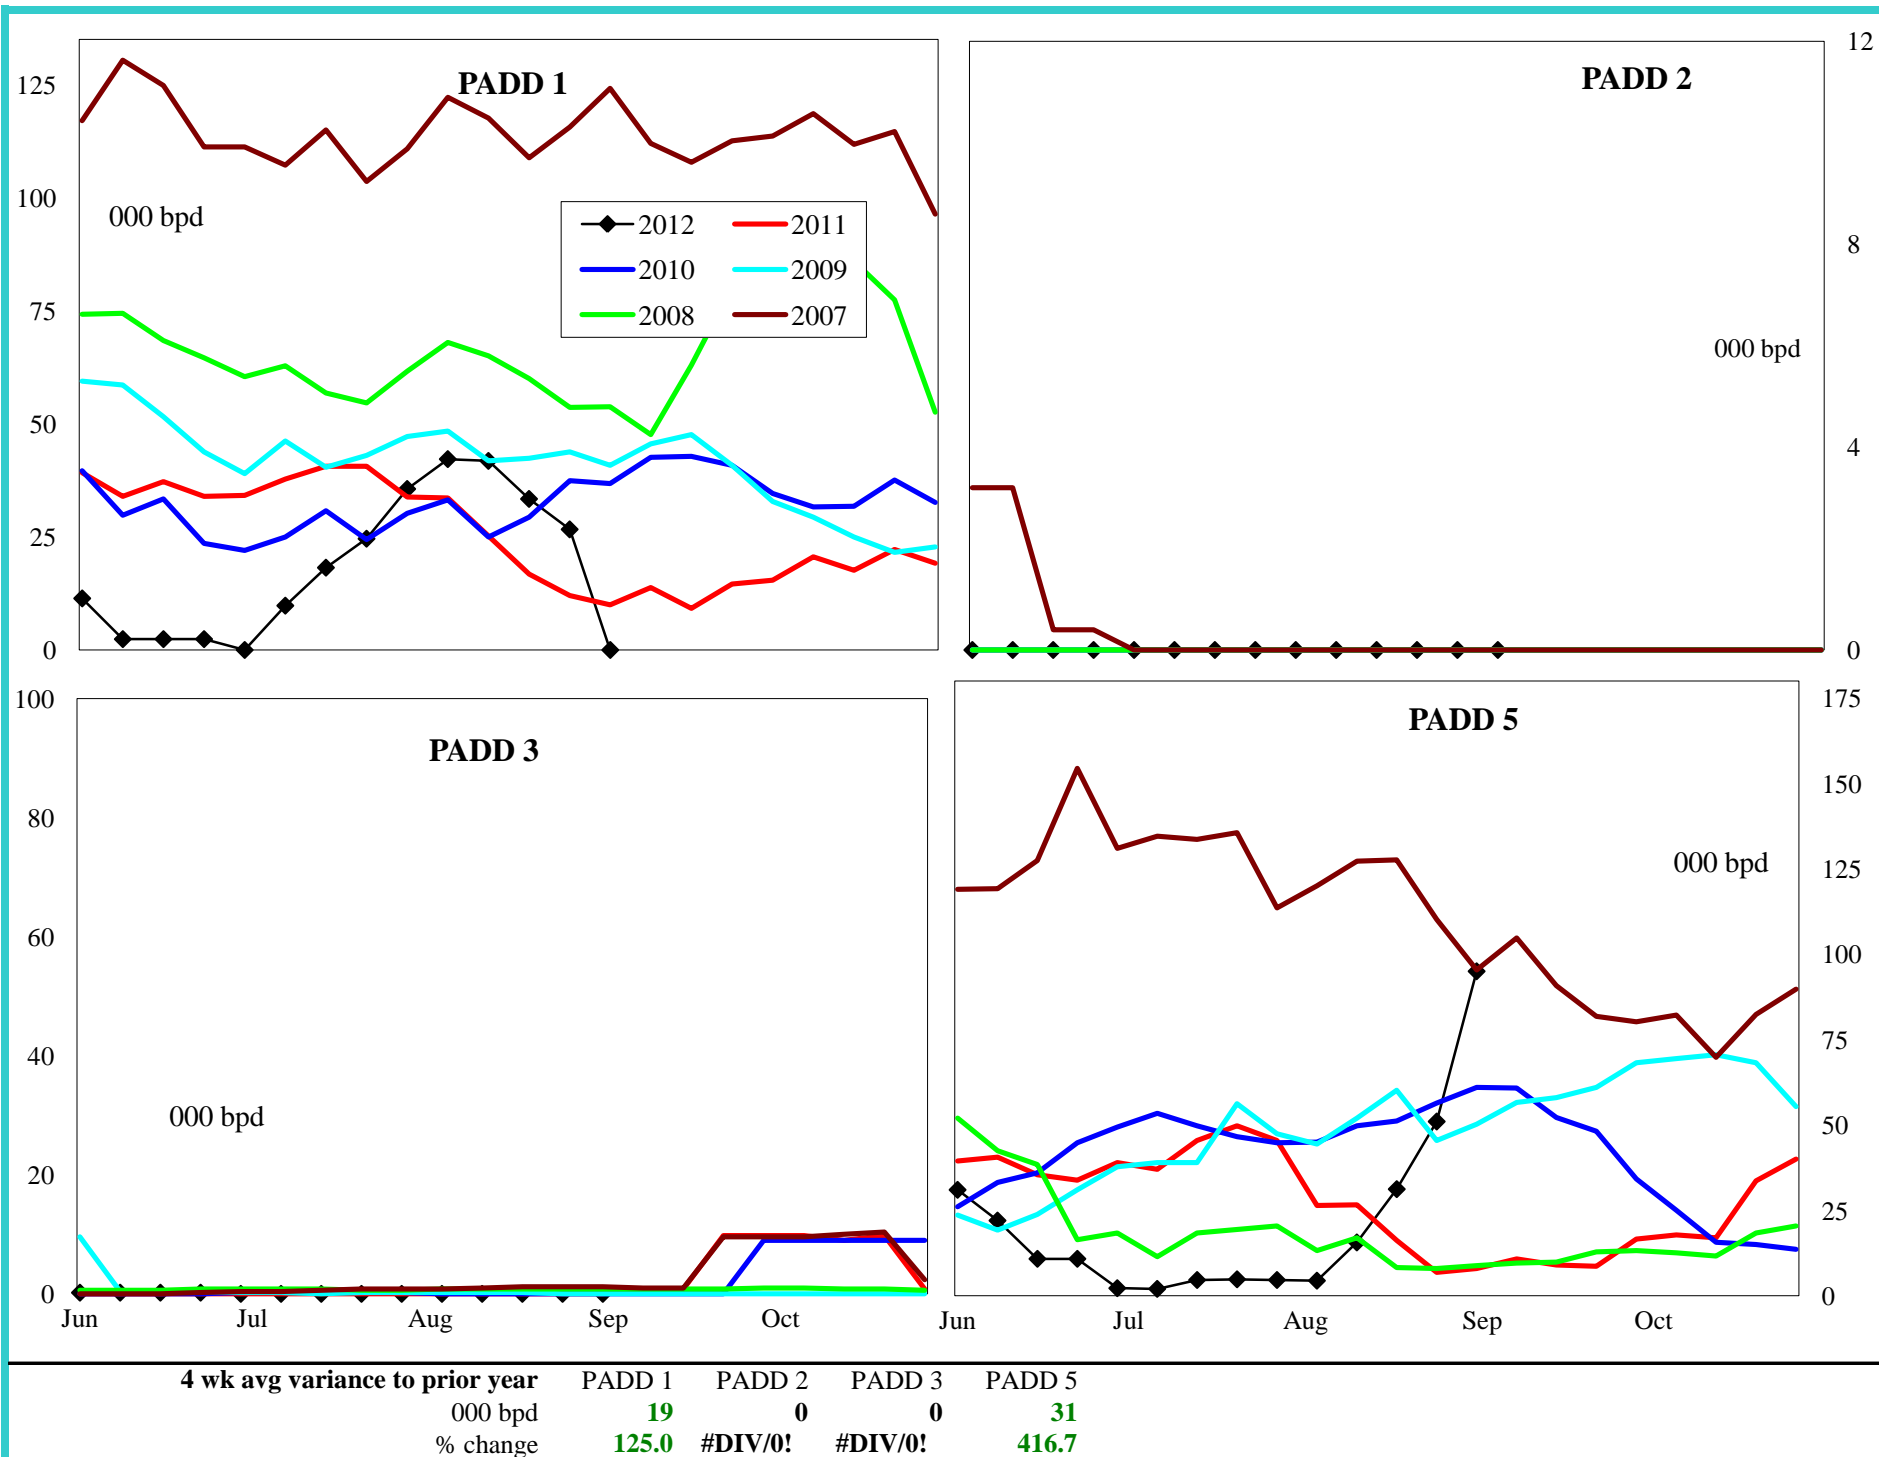 PADD 1
125
100
75
50
25
0
000 bpd
2012 2011
2010 2009
2008 2007
PADD 2
12
8
4
0
000 bpd
PADD 3
100
80
60
40
20
0
000 bpd
Jun Jul Aug Sep Oct
PADD 5
175
150
125
100
75
50
25
0
000 bpd
Jun Jul Aug Sep Oct
4 wk avg variance to prior year PADD 1 PADD 2 PADD 3 PADD 5
000 bpd 19 0 0 31
% change 125.0 #DIV/0! #DIV/0! 416.7